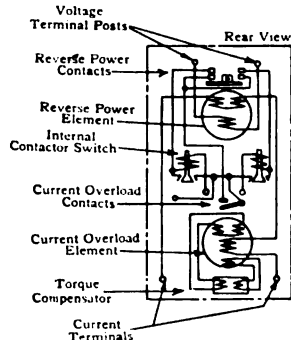 Voltage
Terminal Posts
Rear View
Reverse Power
Contacts
Reverse Power
Element
Internal
Contactor Switch
Current Overload
Contacts
Current Overload
Element
Torque
Compensator
Current
Terminals